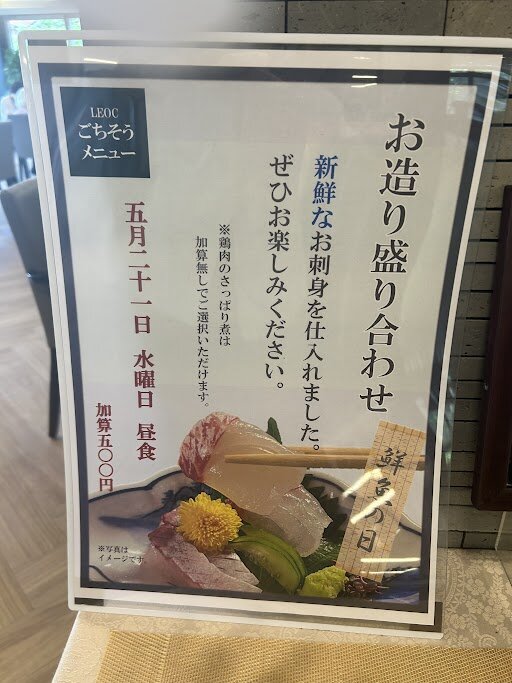 LEOC
ごちそう
メニュー
お造り盛り合わせ
新鮮なお刺身を仕入れました。
ぜひお楽しみください。
※鶏肉のさっぱり煮は
加算無しでご選択いただけます。
五月二十一日 水曜日 昼食
加算五〇〇円
鮮魚の日
※写真は
イメージです